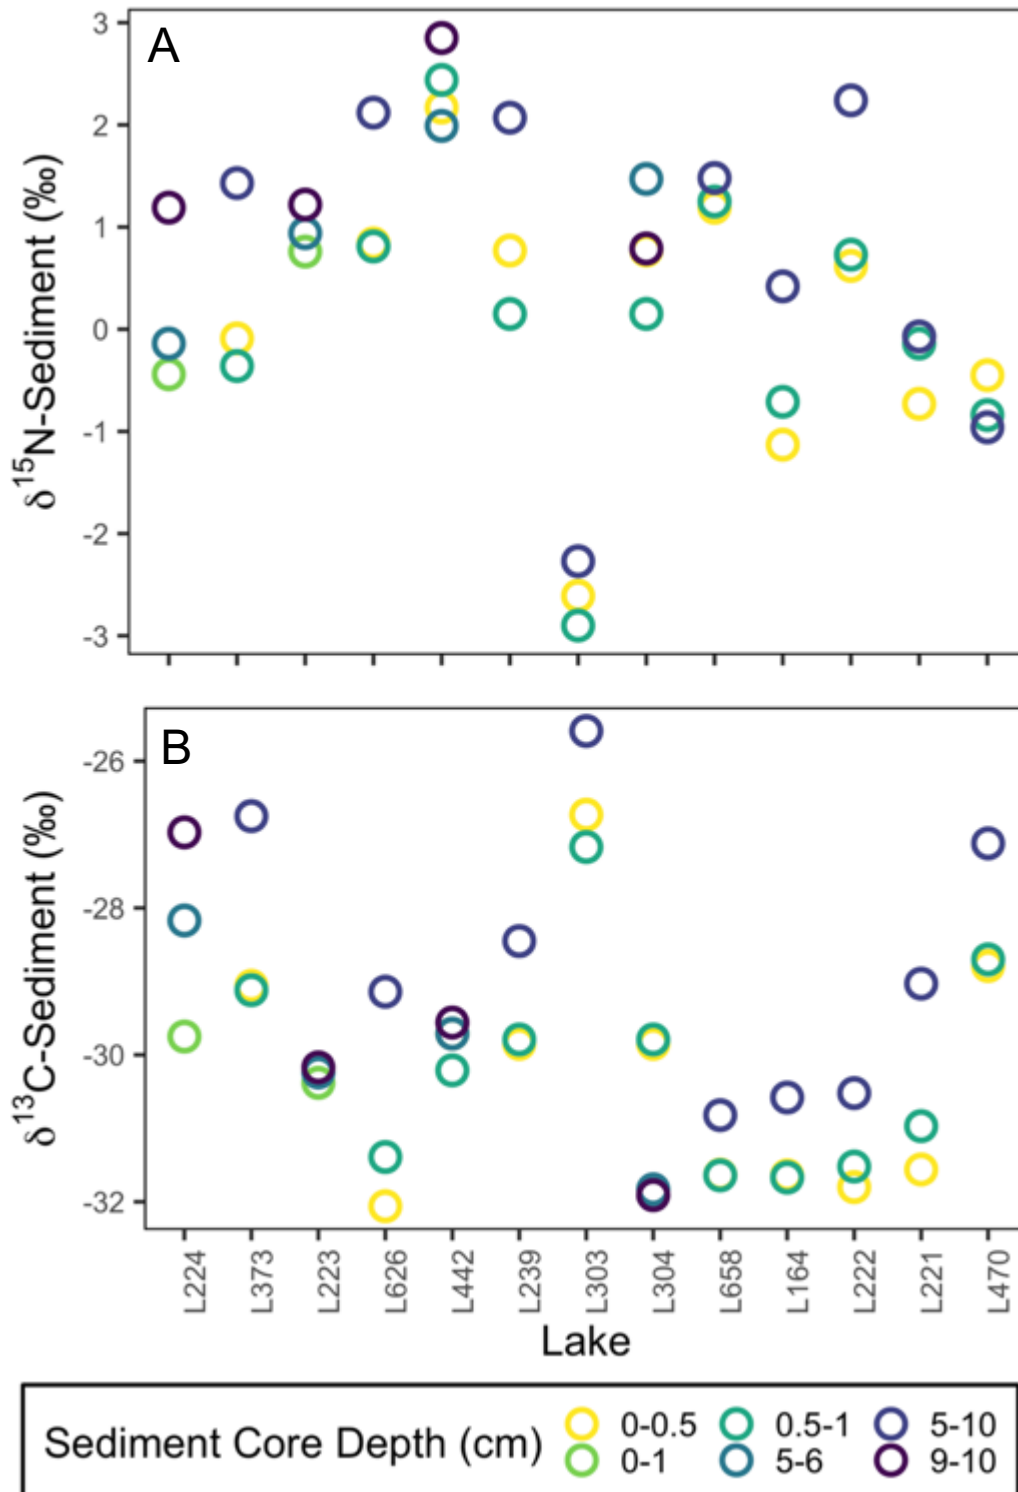 A
3
2
1
0
-1
-2
-3
δ15N-Sediment (‰)
B
-26
-28
-30
-32
δ13C-Sediment (‰)
L224 L373 L223 L626 L442 L239 L303 L304 L658 L164 L222 L221 L470
Lake
Sediment Core Depth (cm) 0-0.5 0.5-1 5-10
0-1 5-6 9-10